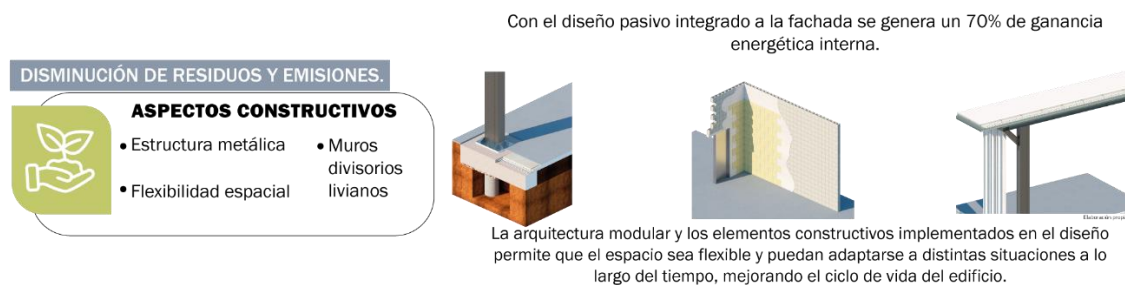 Con el diseño pasivo integrado a la fachada se genera un 70% de ganancia
energética interna.
DISMINUCIÓN DE RESIDUOS Y EMISIONES.
ASPECTOS CONSTRUCTIVOS
• Estructura metálica
• Flexibilidad espacial
• Muros
divisorios
livianos
Elaboración propia
La arquitectura modular y los elementos constructivos implementados en el diseño
permite que el espacio sea flexible y puedan adaptarse a distintas situaciones a lo
largo del tiempo, mejorando el ciclo de vida del edificio.